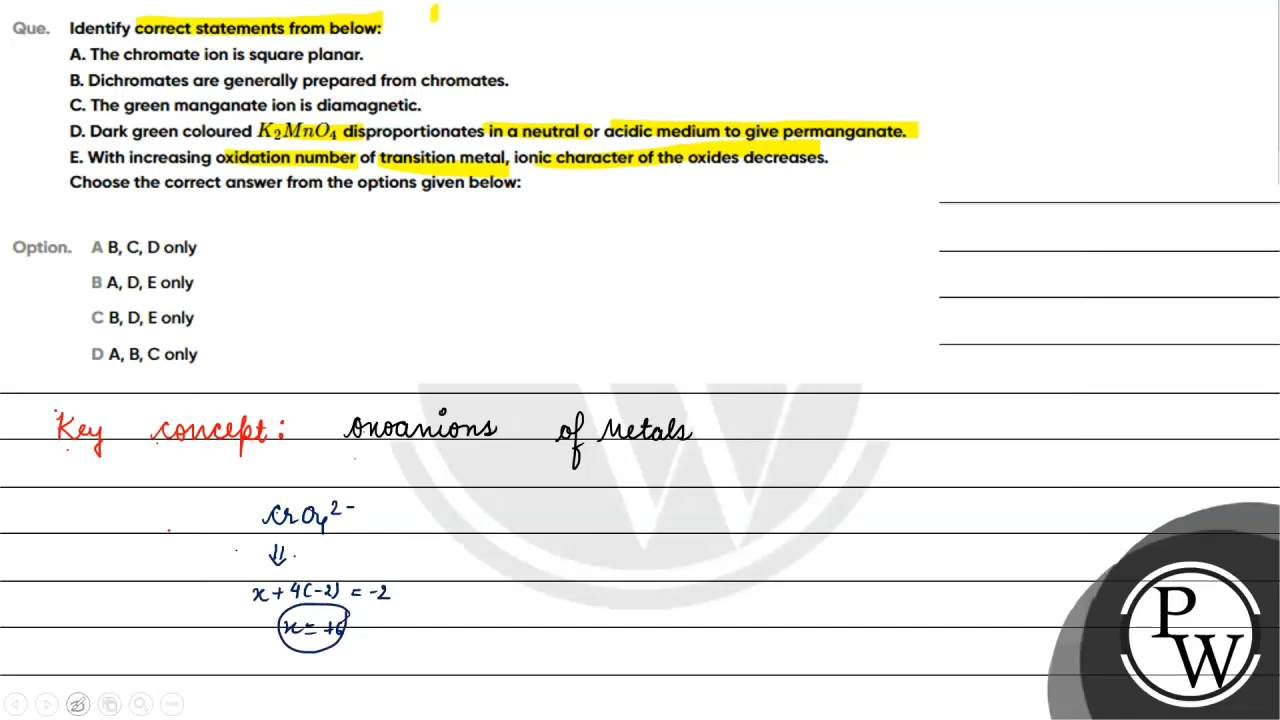 Que. Identify correct statements from below:
A. The chromate ion is square planar.
B. Dichromates are generally prepared from chromates.
C. The green manganate ion is diamagnetic.
D. Dark green coloured K₂MnO₄ disproportionates in a neutral or acidic medium to give permanganate.
E. With increasing oxidation number of transition metal, ionic character of the oxides decreases.
Choose the correct answer from the options given below:
Option. A B, C, D only
B A, D, E only
C B, D, E only
D A, B, C only
Key concept: oxoanions of Metals
CrO₄²⁻
⇓
x + 4(-2) = -2
x = +6
PW